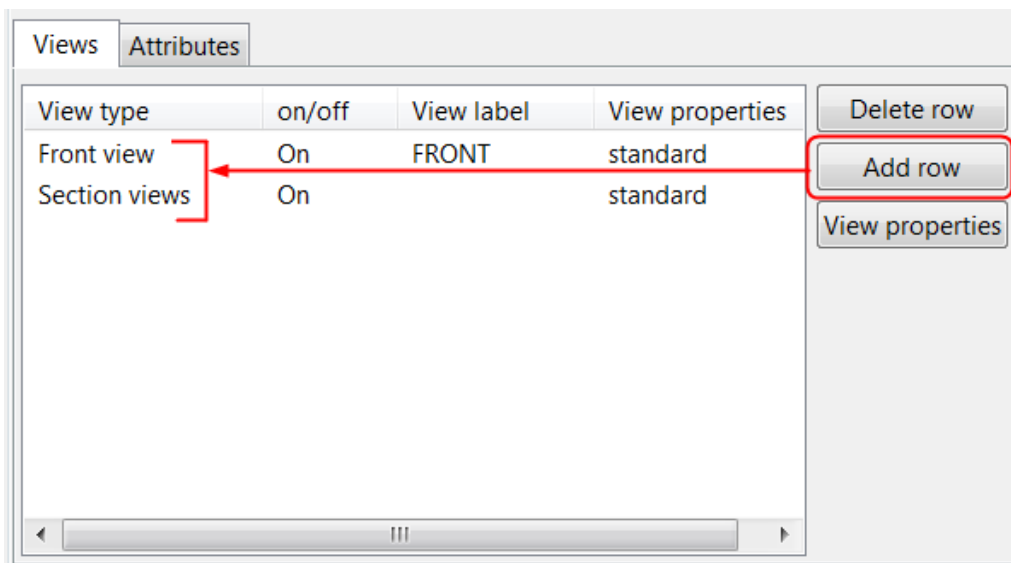 Views Attributes
View type on/off View label View properties
Delete row
Front view On FRONT standard
Add row
Section views On standard
View properties